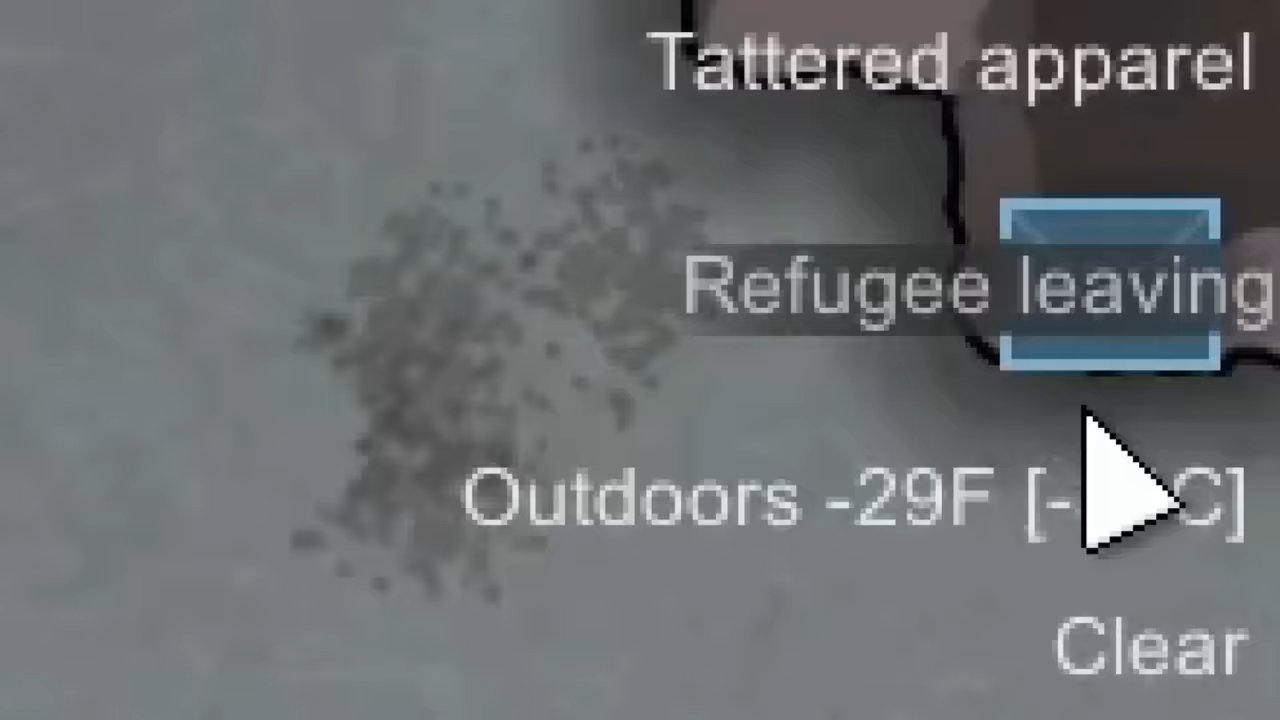 Tattered apparel
Refugee leaving
Outdoors -29F [- C]
Clear